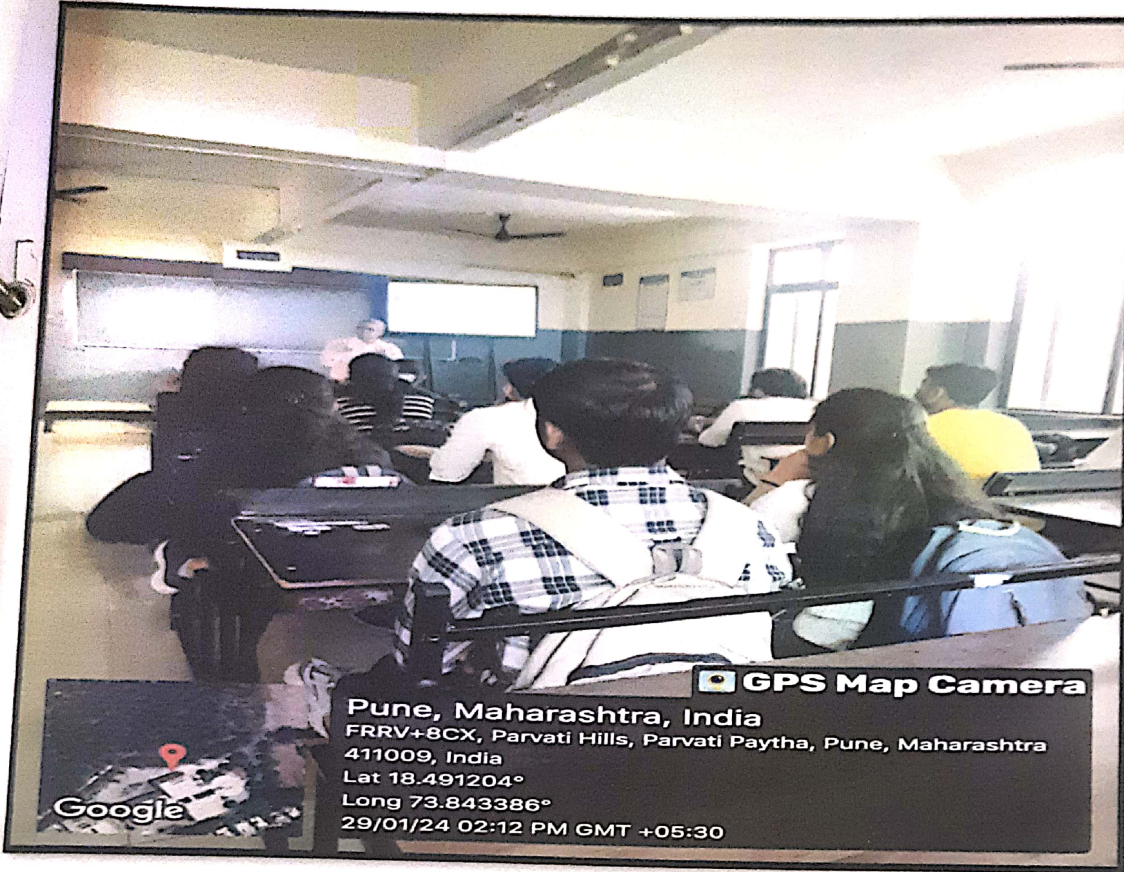 GPS Map Camera
Pune, Maharashtra, India
FRRV+8CX, Parvati Hills, Parvati Paytha, Pune, Maharashtra
411009, India
Lat 18.491204°
Long 73.843386°
29/01/24 02:12 PM GMT +05:30
Google